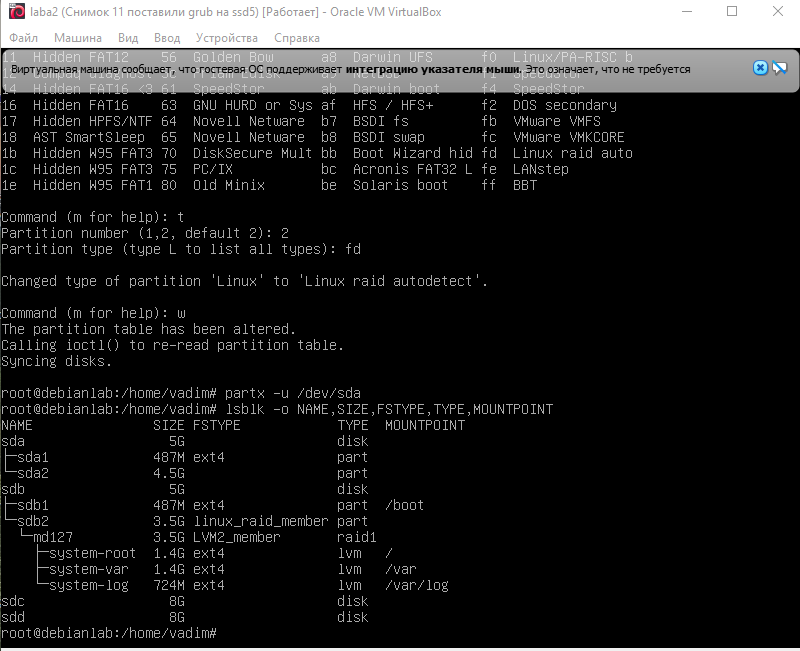 laba2 (Снимок 11 поставили grub на ssd5) [Работает] - Oracle VM VirtualBox
Файл Машина Вид Ввод Устройства Справка
11 Hidden FAT12 56 Golden Bow a8 Darwin UFS f0 Linux/PA-RISC b
Виртуальная машина сообщает, что гостевая ОС поддерживает интеграцию указателя мыши. Это означает, что не требуется
14 Hidden FAT16 <3 61 SpeedStor ab Darwin boot f4 SpeedStor
16 Hidden FAT16 63 GNU HURD or Sys af HFS / HFS+ f2 DOS secondary
17 Hidden HPFS/NTF 64 Novell Netware b7 BSDI fs fb VMware VMFS
18 AST SmartSleep 65 Novell Netware b8 BSDI swap fc VMware VMKCORE
1b Hidden W95 FAT3 70 DiskSecure Mult bb Boot Wizard hid fd Linux raid auto
1c Hidden W95 FAT3 75 PC/IX bc Acronis FAT32 L fe LANstep
1e Hidden W95 FAT1 80 Old Minix be Solaris boot ff BBT
Command (m for help): t
Partition number (1,2, default 2): 2
Partition type (type L to list all types): fd
Changed type of partition 'Linux' to 'Linux raid autodetect'.
Command (m for help): w
The partition table has been altered.
Calling ioctl() to re-read partition table.
Syncing disks.
root@debianlab:/home/vadim# partx -u /dev/sda
root@debianlab:/home/vadim# lsblk -o NAME,SIZE,FSTYPE,TYPE,MOUNTPOINT
NAME SIZE FSTYPE TYPE MOUNTPOINT
sda 5G disk
├─sda1 487M ext4 part
└─sda2 4.5G part
sdb 5G disk
├─sdb1 487M ext4 part /boot
└─sdb2 3.5G linux_raid_member part
└─md127 3.5G LVM2_member raid1
├─system-root 1.4G ext4 lvm /
├─system-var 1.4G ext4 lvm /var
└─system-log 724M ext4 lvm /var/log
sdc 8G disk
sdd 8G disk
root@debianlab:/home/vadim#